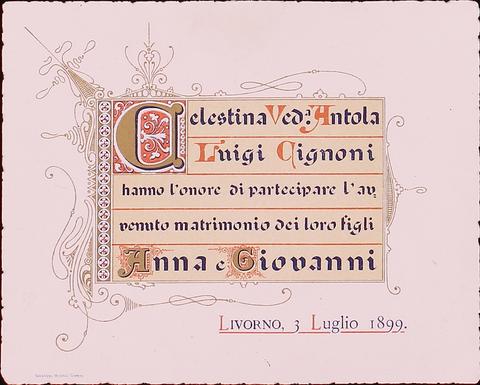 Celestina Ved.ª Antola
Luigi Cignoni
hanno l'onore di partecipare l'av,,
venuto matrimonio dei loro figli
Anna e Giovanni
LIVORNO, 3 Luglio 1899.